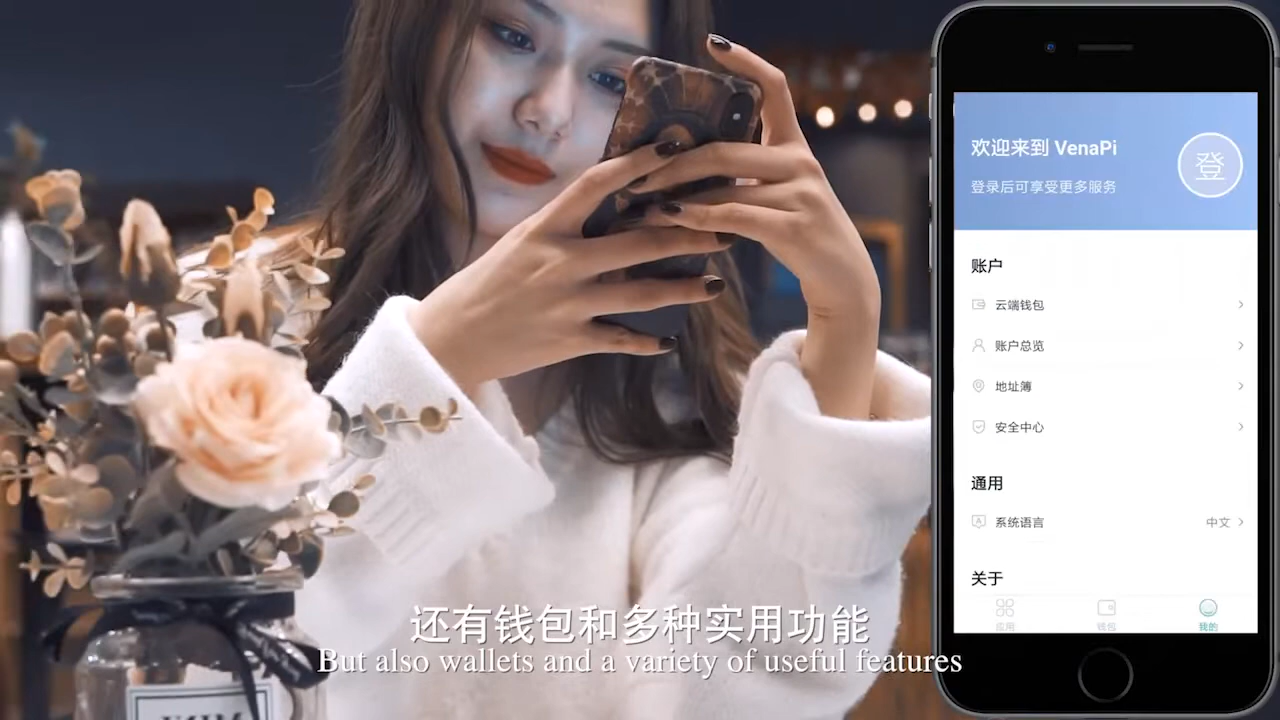 欢迎来到 VenaPi
登录后可享受更多服务
登
账户
云端钱包
账户总览
地址簿
安全中心
通用
系统语言
中文
关于
应用
钱包
我的
还有钱包和多种实用功能
But also wallets and a variety of useful features